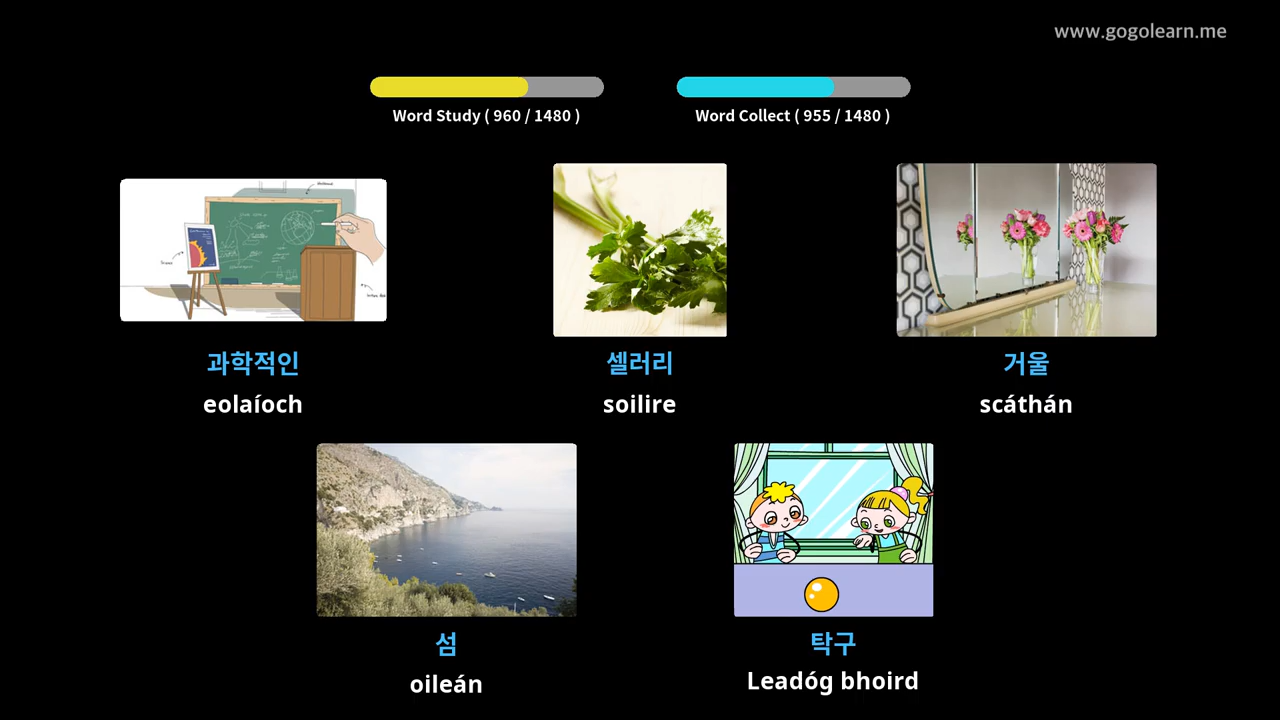 www.gogolearn.me
Word Study ( 960 / 1480 )
Word Collect ( 955 / 1480 )
과학적인
셀러리
거울
eolaíoch
soilire
scáthán
섬
탁구
oileán
Leadóg bhoird